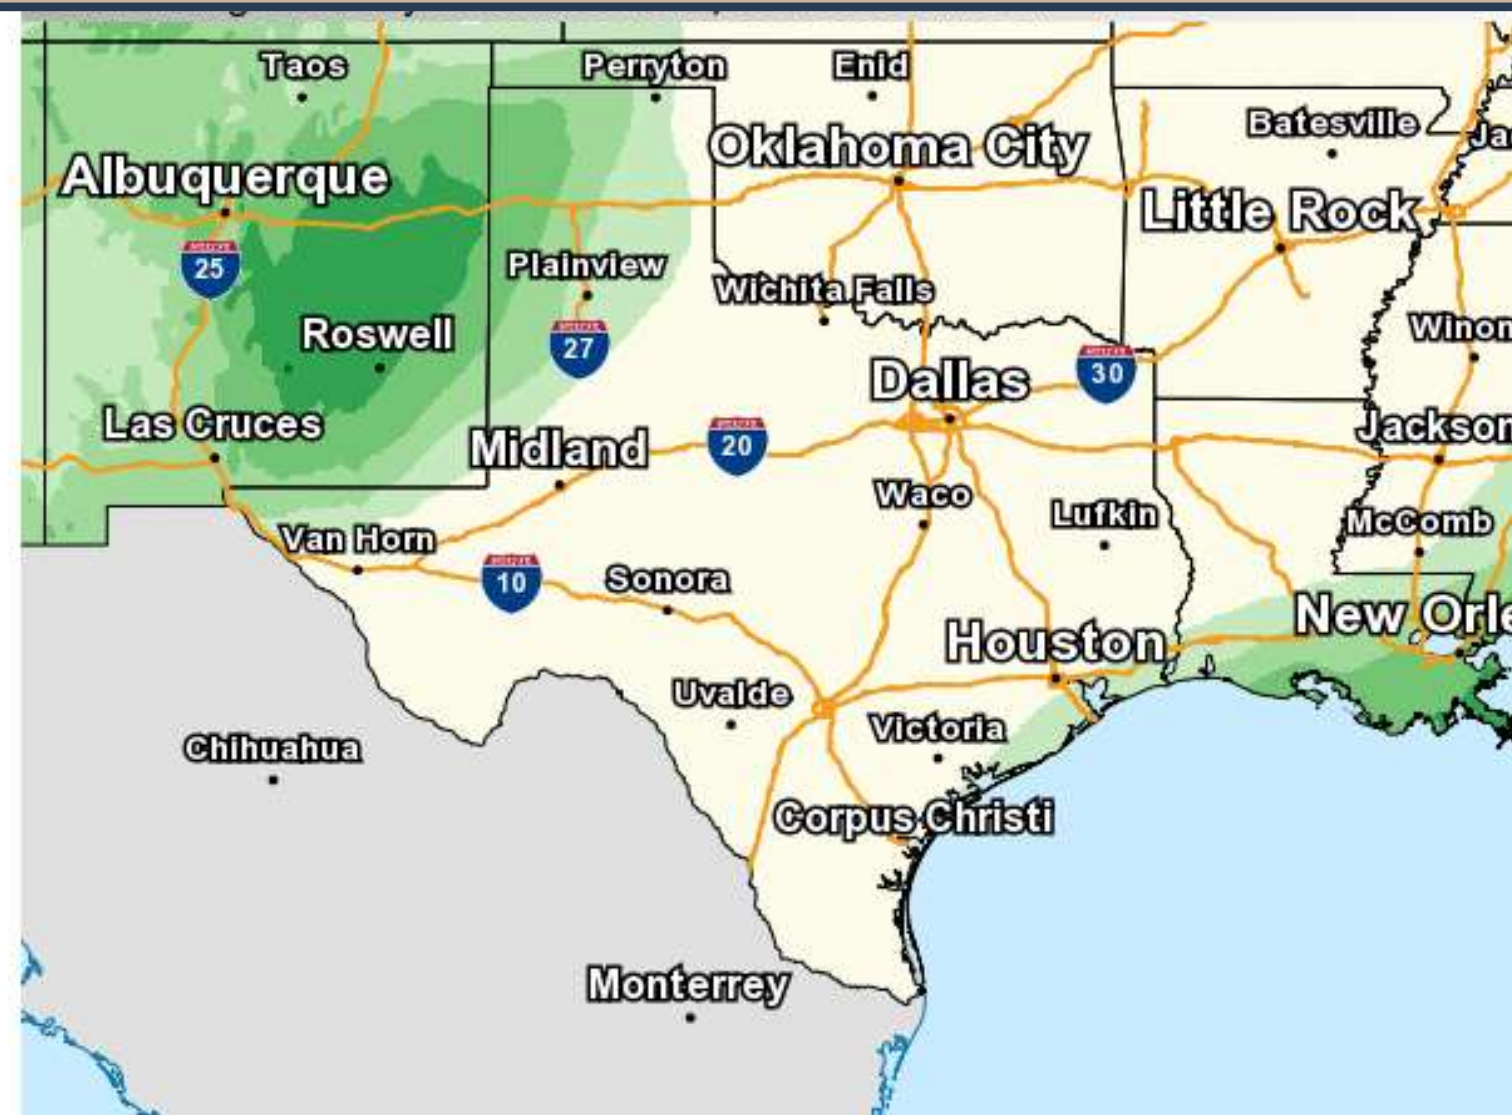 Taos
Perryton
Enid
Batesville
Oklahoma City
Albuquerque
Little Rock
25
Plainview
Wichita Falls
Roswell
27
Dallas
30
Las Cruces
Midland
20
Jackson
Waco
Lufkin
McComb
Van Horn
10
Sonora
New Orle
Houston
Uvalde
Victoria
Chihuahua
Corpus Christi
Monterrey